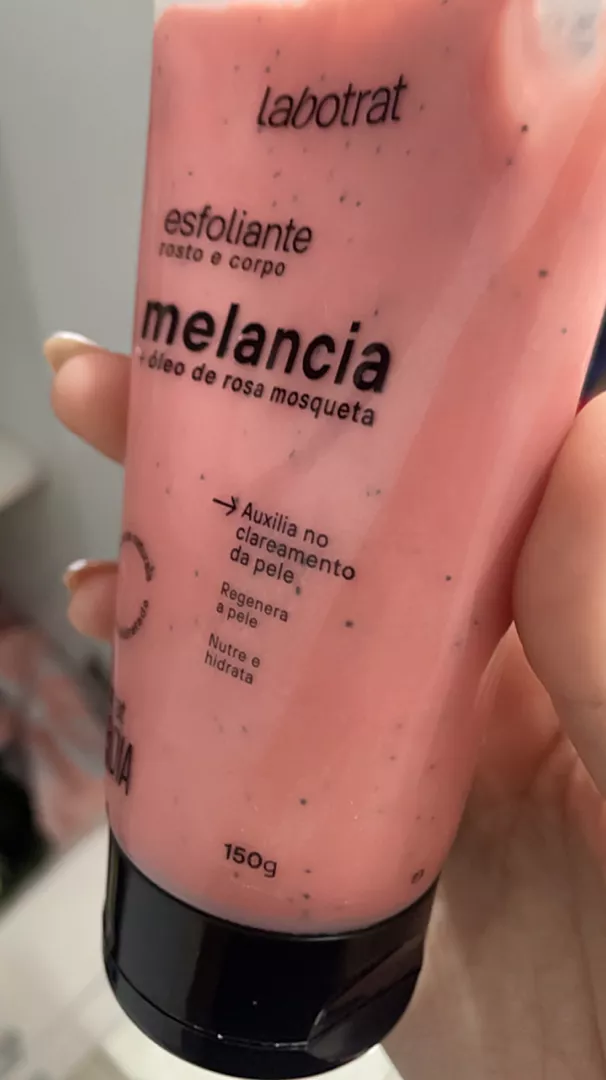 labotrat
esfoliante
rosto e corpo
melancia
+ óleo de rosa mosqueta
→ Auxilia no
clareamento
da pele
Regenera
a pele
Nutre e
hidrata
150g